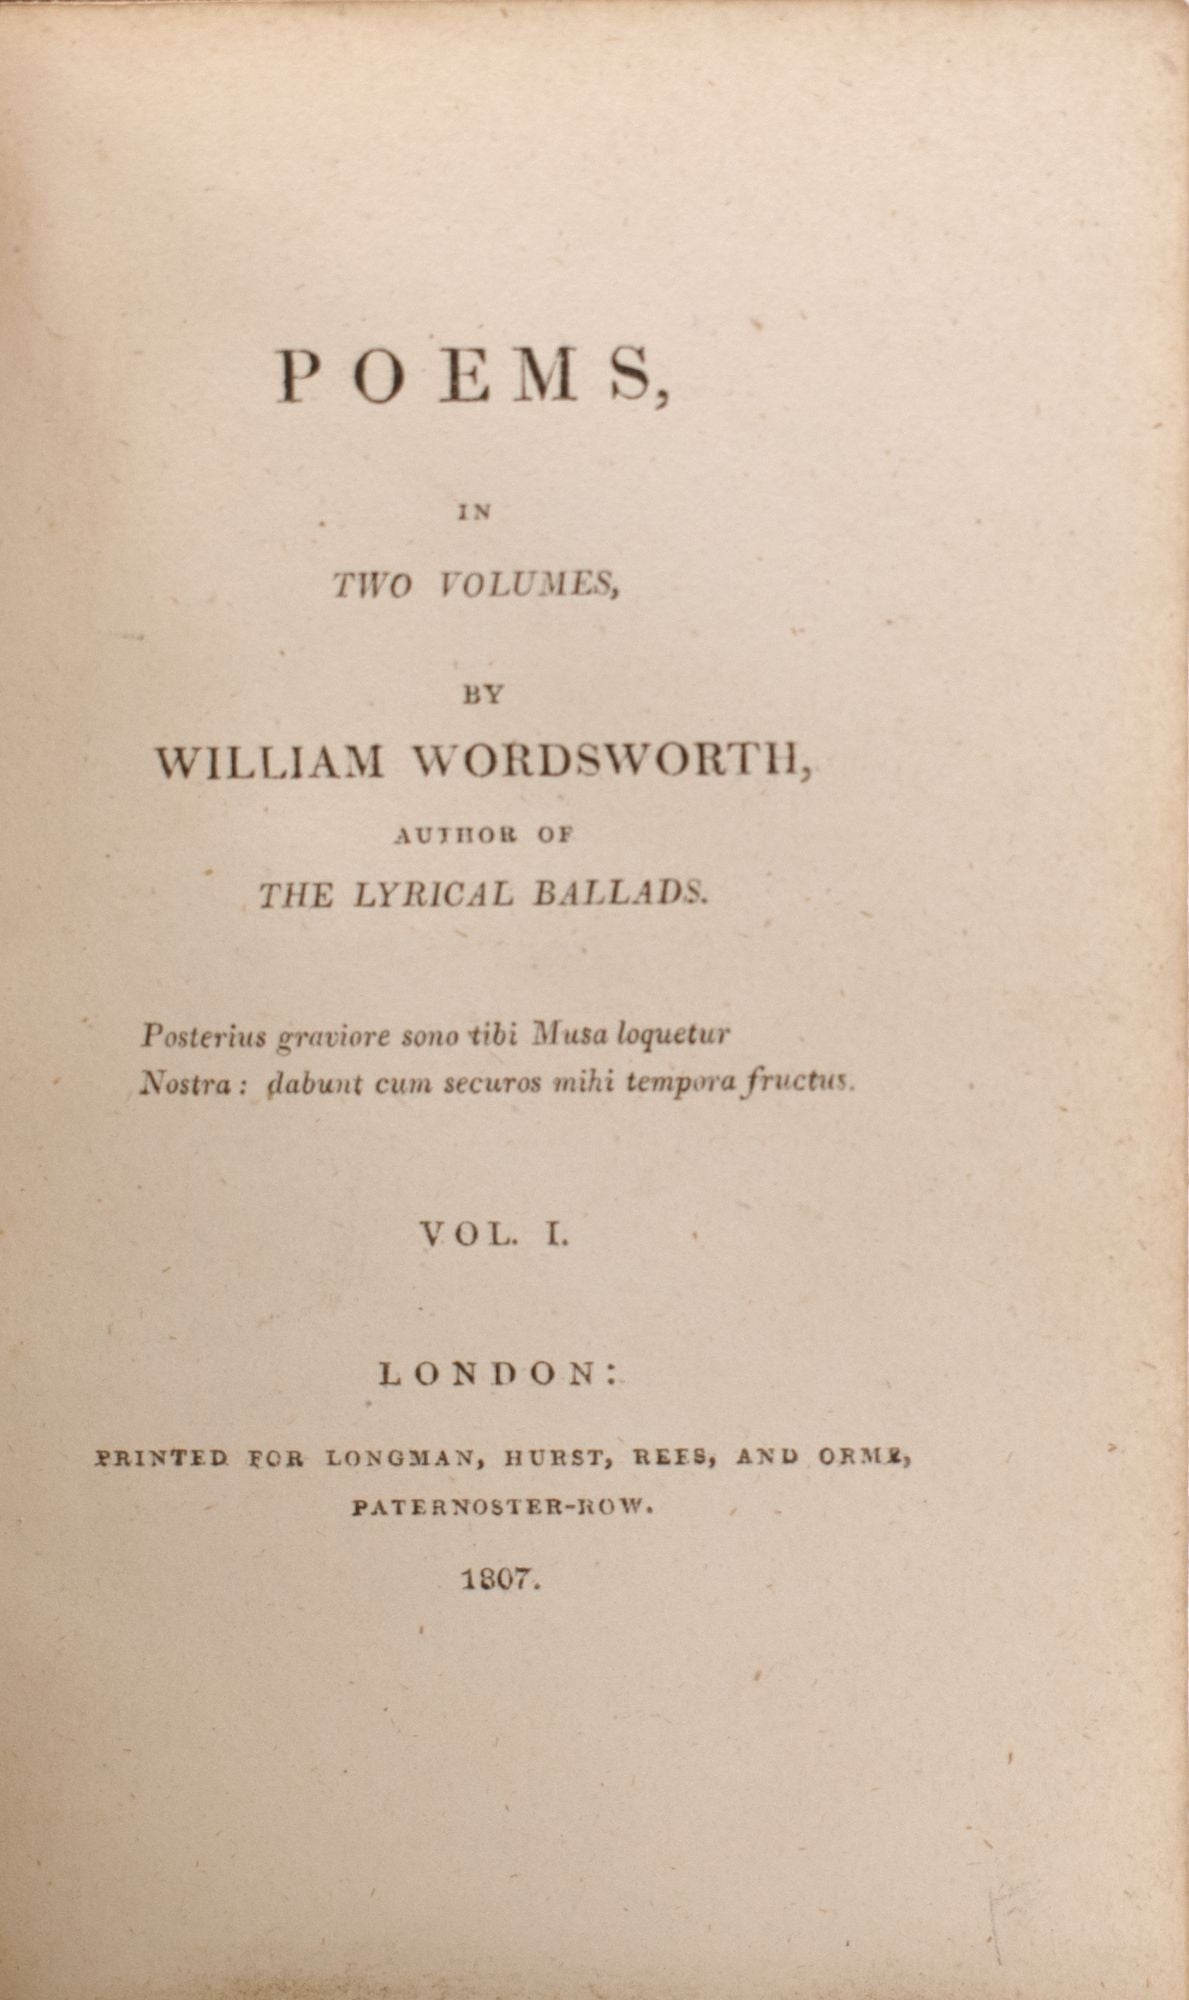 POEMS,
IN
TWO VOLUMES,
BY
WILLIAM WORDSWORTH,
AUTHOR OF
THE LYRICAL BALLADS.
Posterius graviore sono tibi Musa loquetur
Nostra: dabunt cum securos mihi tempora fructus.
VOL. I.
LONDON:
PRINTED FOR LONGMAN, HURST, REES, AND ORME,
PATERNOSTER-ROW.
1807.